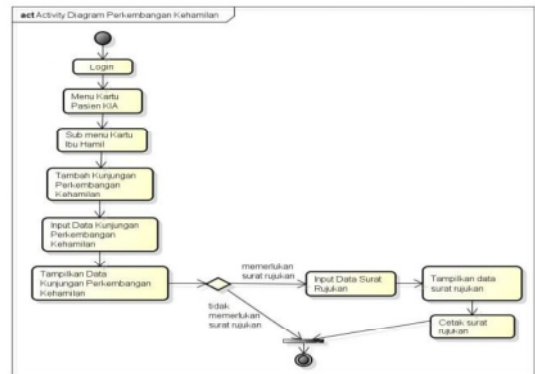 act Activity Diagram Perkembangan Kehamilan
Login
Menu Kartu
Pasien KIA
Sub menu Kartu
Ibu Hamil
Tambah Kunjungan
Perkembangan
Kehamilan
Input Data Kunjungan
Perkembangan
Kehamilan
Tampilkan Data
Kunjungan Perkembangan
Kehamilan
memerlukan
surat rujukan
tidak
memerlukan
surat rujukan
Input Data Surat
Rujukan
Tampilkan data
surat rujukan
Cetak surat
rujukan